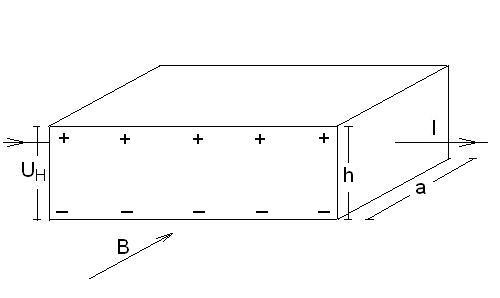 + + + + +
I
U_H
h
a
– – – – –
B